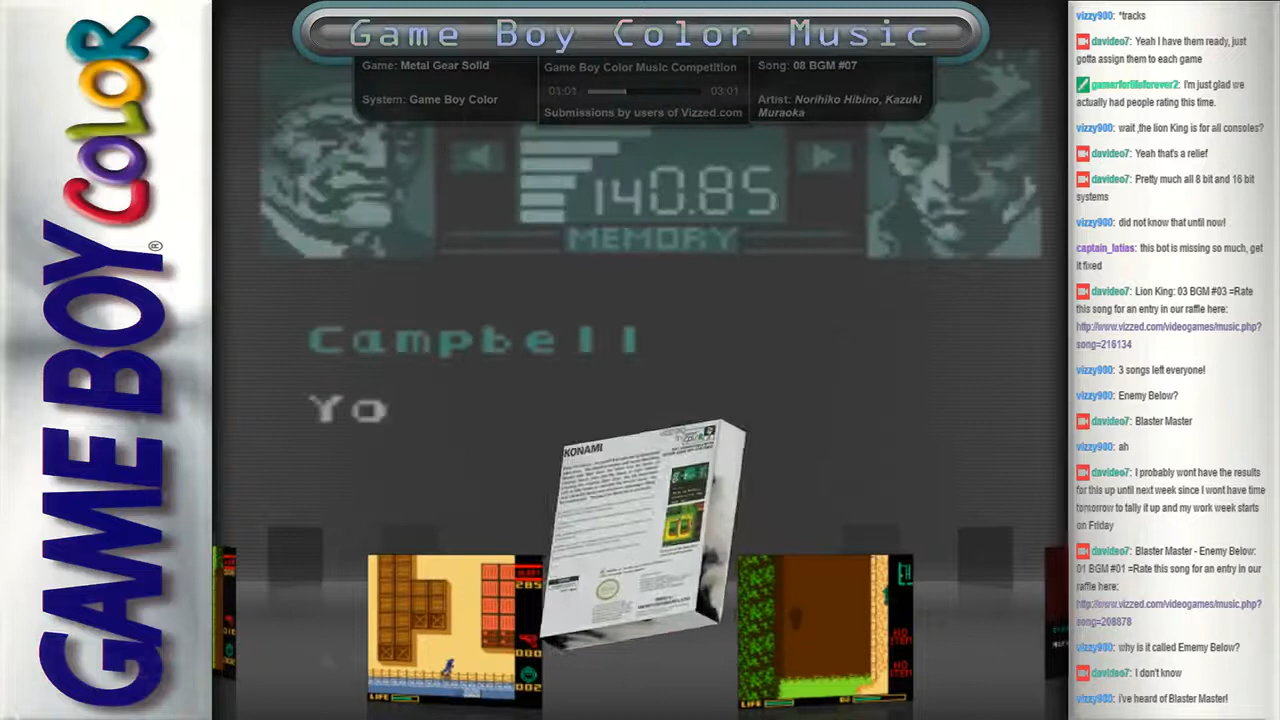 GAME BOY COLOR ®
Game Boy Color Music
Game: Metal Gear Solid
System: Game Boy Color
Game Boy Color Music Competition
01:01 03:01
Submissions by users of Vizzed.com
Song: 08 BGM #07
Artist: Norihiko Hibino, Kazuki
Muraoka
140.85
MEMORY
Campbell
Yo
KONAMI
LIFE
285
000
002
LIFE
NO
ITEM
NO
ITEM
vizzy900: *tracks
davideo7: Yeah I have them ready, just
gotta assign them to each game
gamerforlifeforever2: I'm just glad we
actually had people rating this time.
vizzy900: wait ,the lion King is for all consoles?
davideo7: Yeah that's a relief
davideo7: Pretty much all 8 bit and 16 bit
systems
vizzy900: did not know that until now!
captain_latias: this bot is missing so much, get
it fixed
davideo7: Lion King: 03 BGM #03 =Rate
this song for an entry in our raffle here:
http://www.vizzed.com/videogames/music.php?
song=216134
vizzy900: 3 songs left everyone!
vizzy900: Enemy Below?
davideo7: Blaster Master
vizzy900: ah
davideo7: I probably wont have the results
for this up until next week since I wont have time
tomorrow to tally it up and my work week starts
on Friday
davideo7: Blaster Master - Enemy Below:
01 BGM #01 =Rate this song for an entry in our
raffle here:
http://www.vizzed.com/videogames/music.php?
song=208878
vizzy900: why is it called Ememy Below?
davideo7: I don't know
vizzy900: i've heard of Blaster Master!